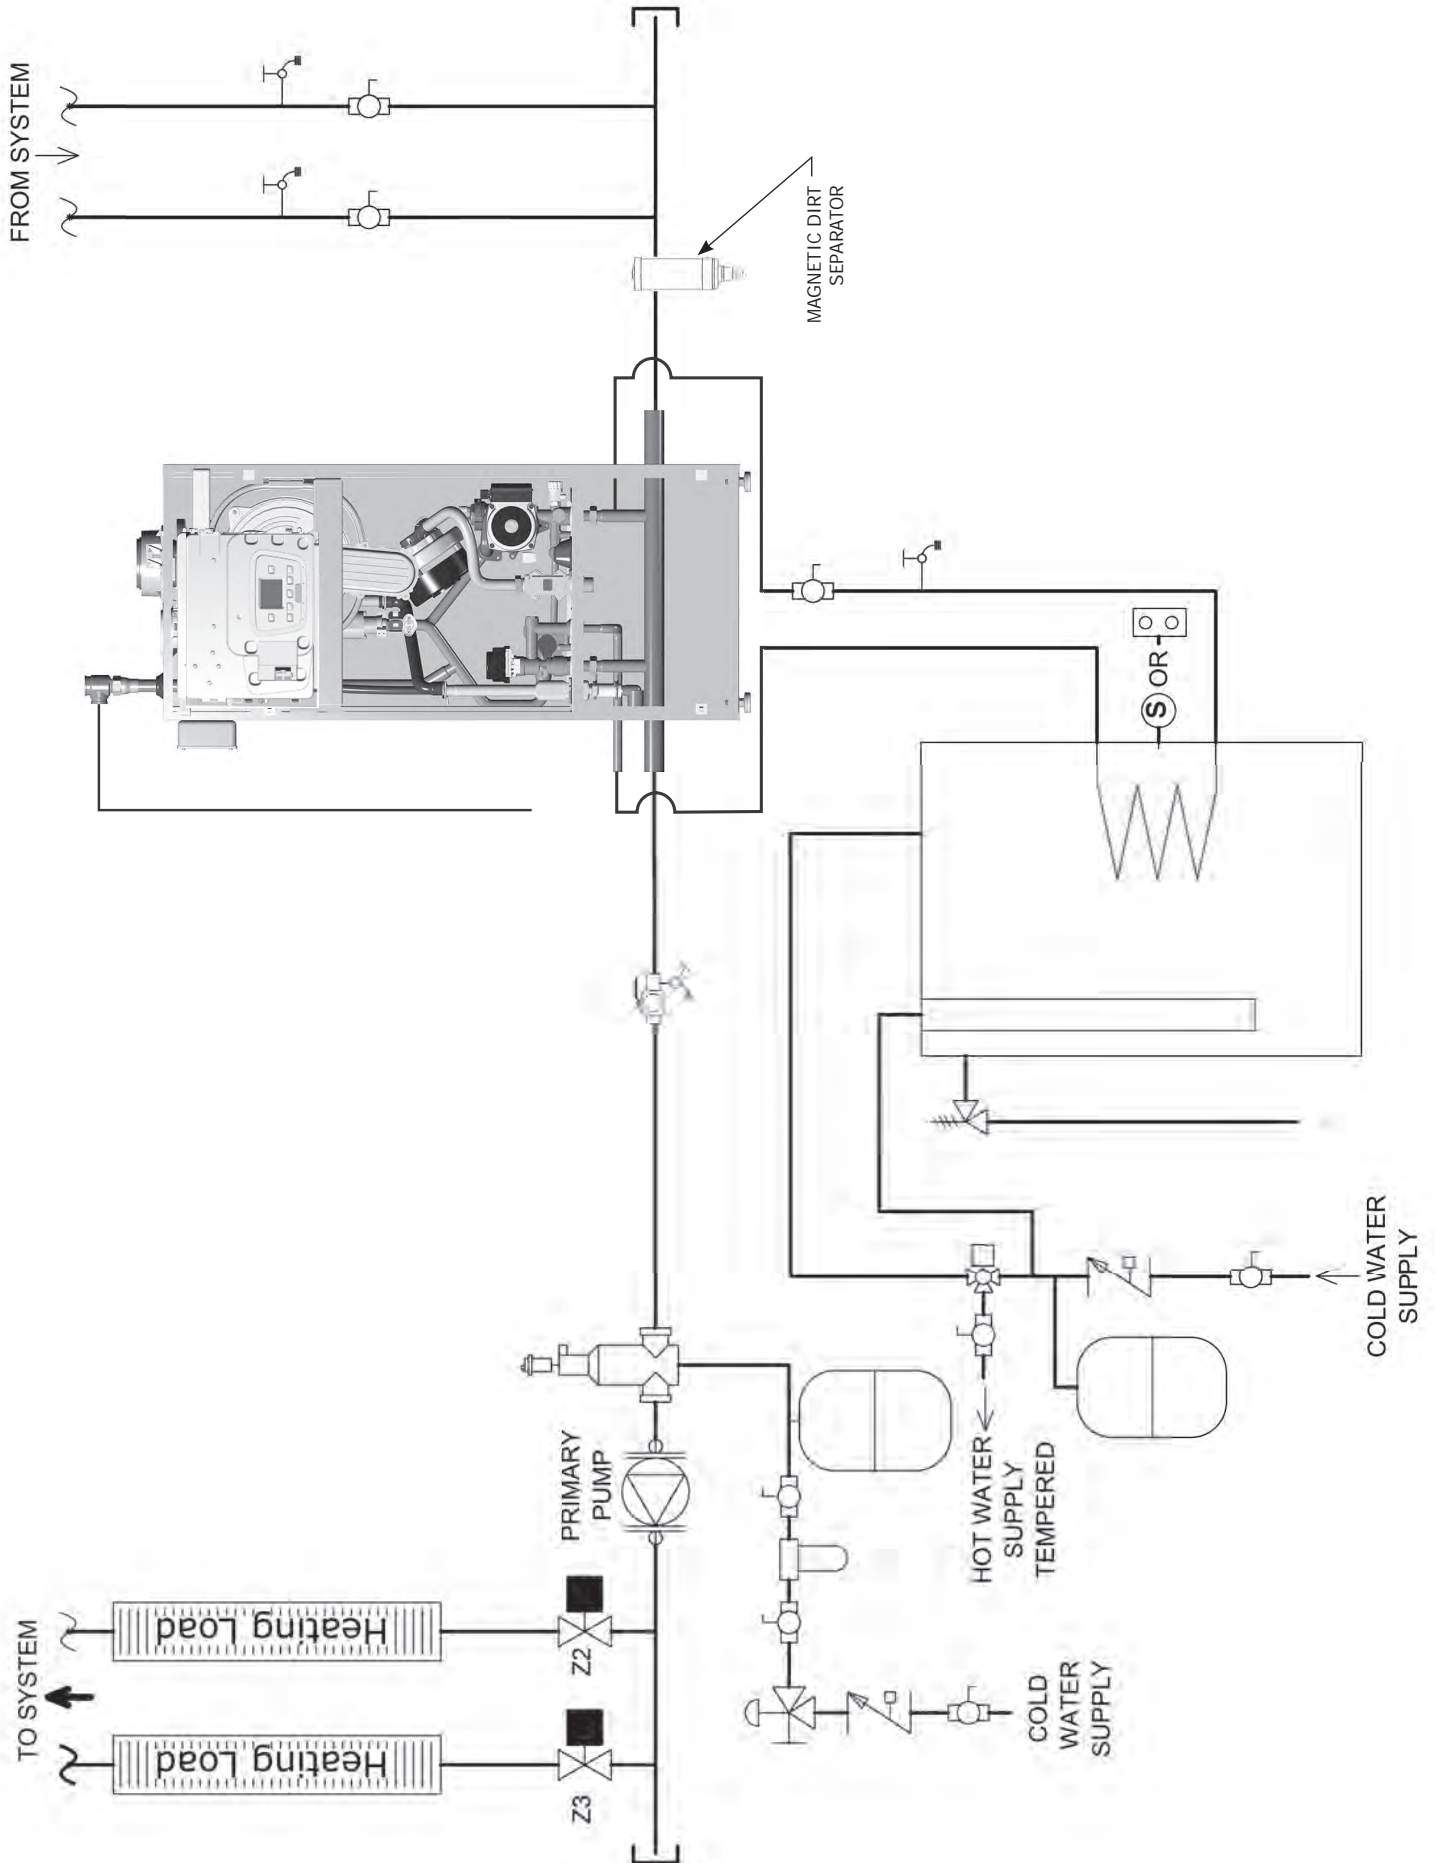 FROM SYSTEM
MAGNETIC DIRT
SEPARATOR
S
OR
COLD WATER
SUPPLY
HOT WATER
SUPPLY
TEMPERED
PRIMARY
PUMP
TO SYSTEM
Heating Load
Z2
Heating Load
Z3
COLD
WATER
SUPPLY